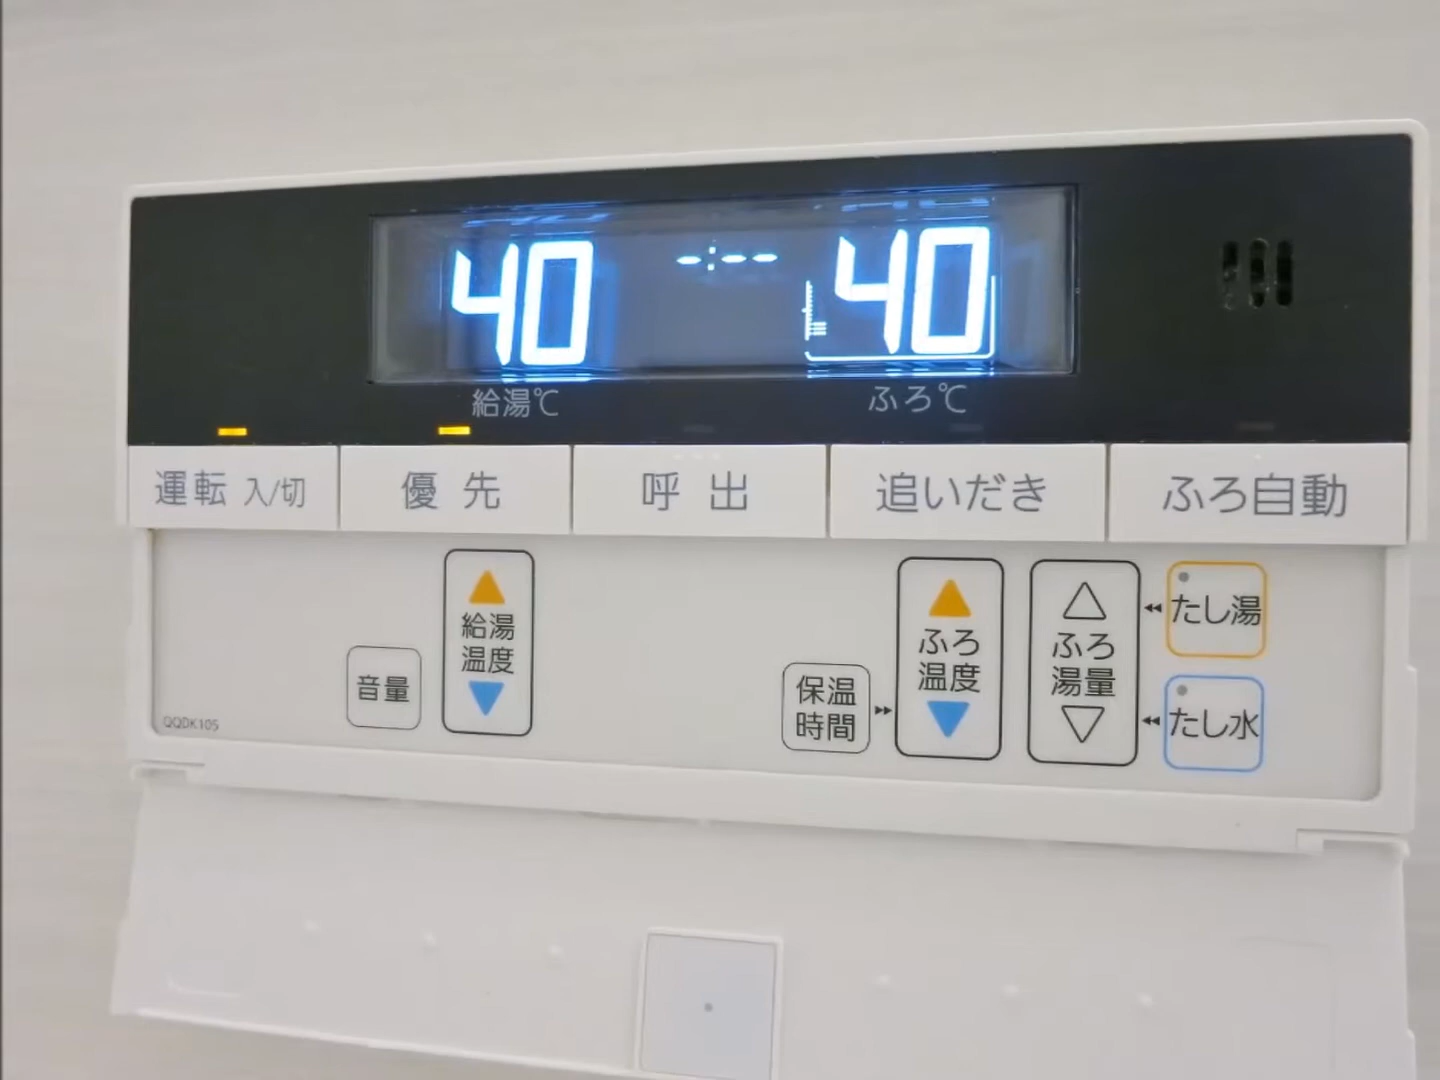 40 -:-- 40
給湯℃ ふろ℃
運転 入/切 優先 呼出 追いだき ふろ自動
音量
給湯
温度
保温
時間
ふろ
温度
ふろ
湯量
たし湯
たし水
QQDK105